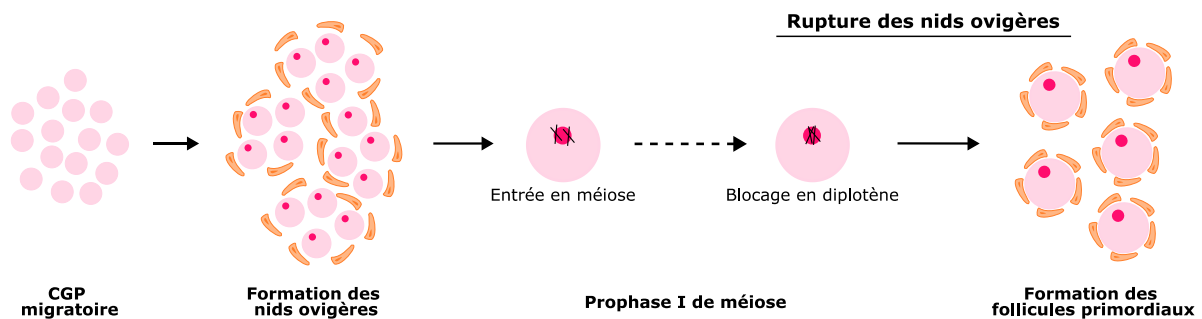 Rupture des nids ovigères
Entrée en méiose
Blocage en diplotène
CGP
migratoire
Formation des
nids ovigères
Prophase I de méiose
Formation des
follicules primordiaux